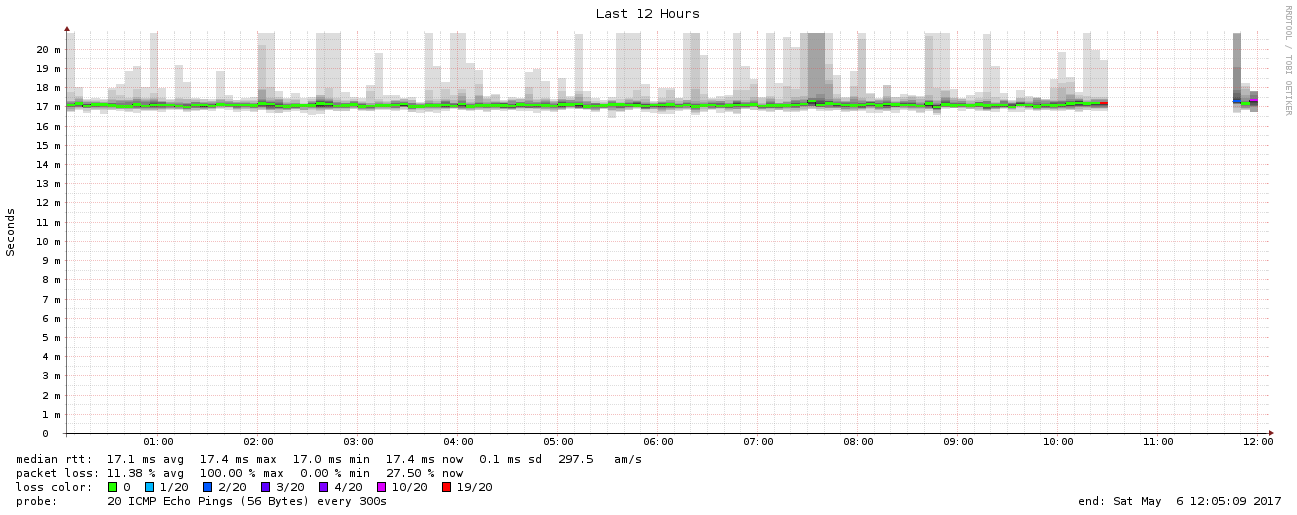 Last 12 Hours
RRDTOOL / TOBI OETIKER
Seconds
20 m
19 m
18 m
17 m
16 m
15 m
14 m
13 m
12 m
11 m
10 m
9 m
8 m
7 m
6 m
5 m
4 m
3 m
2 m
1 m
0
01:00 02:00 03:00 04:00 05:00 06:00 07:00 08:00 09:00 10:00 11:00 12:00
median rtt: 17.1 ms avg 17.4 ms max 17.0 ms min 17.4 ms now 0.1 ms sd 297.5 am/s
packet loss: 11.38 % avg 100.00 % max 0.00 % min 27.50 % now
loss color: 0 1/20 2/20 3/20 4/20 10/20 19/20
probe: 20 ICMP Echo Pings (56 Bytes) every 300s end: Sat May 6 12:05:09 2017